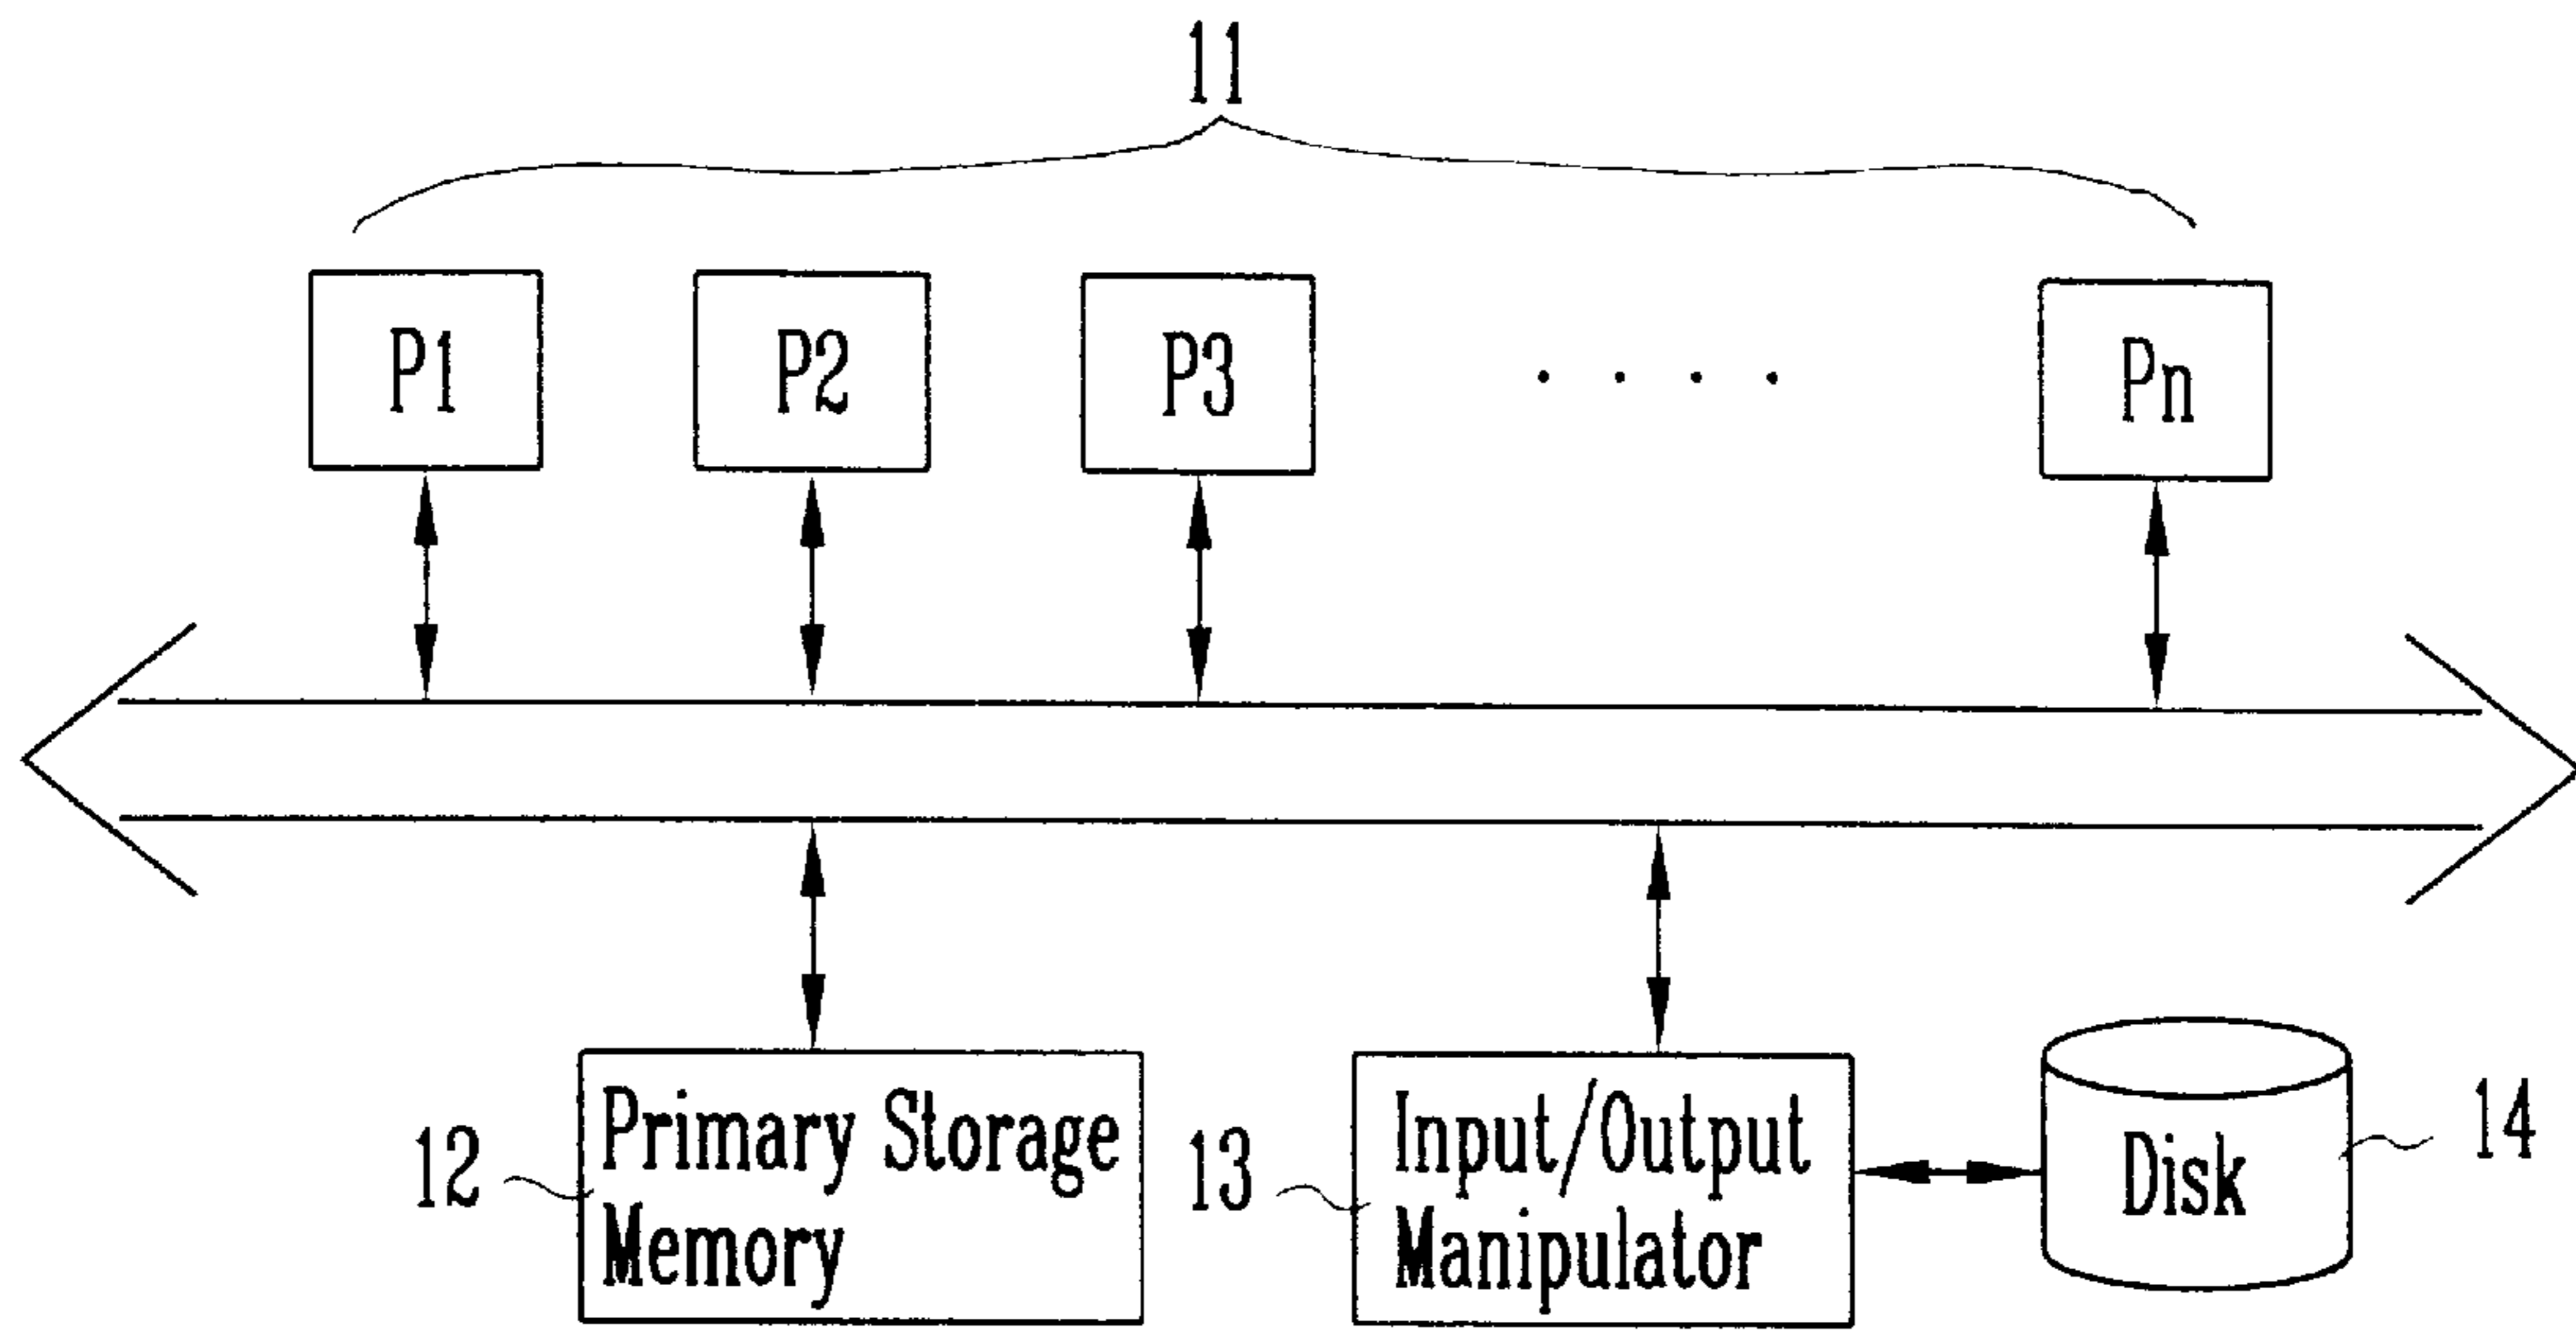 11
P1
P2
P3
. . . .
Pn
12
Primary Storage
Memory
13
Input/Output
Manipulator
Disk
14